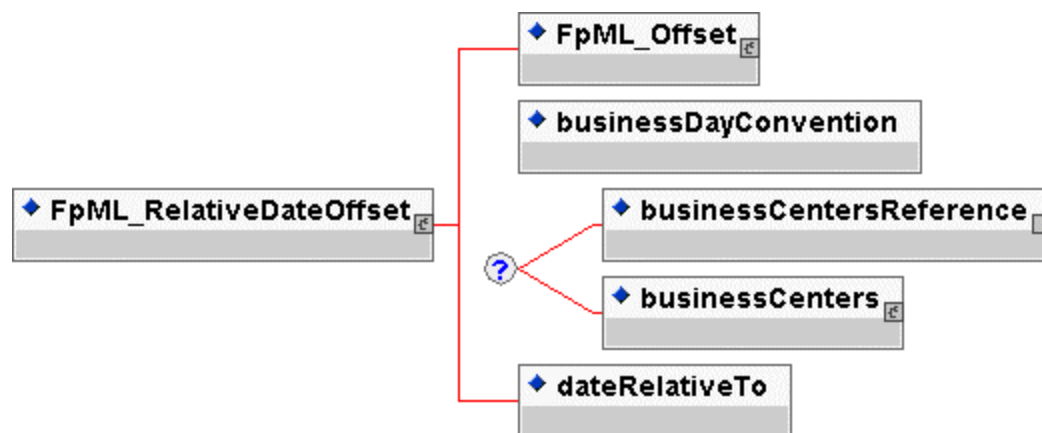 FpML_Offset
businessDayConvention
FpML_RelativeDateOffset
businessCentersReference
?
businessCenters
dateRelativeTo